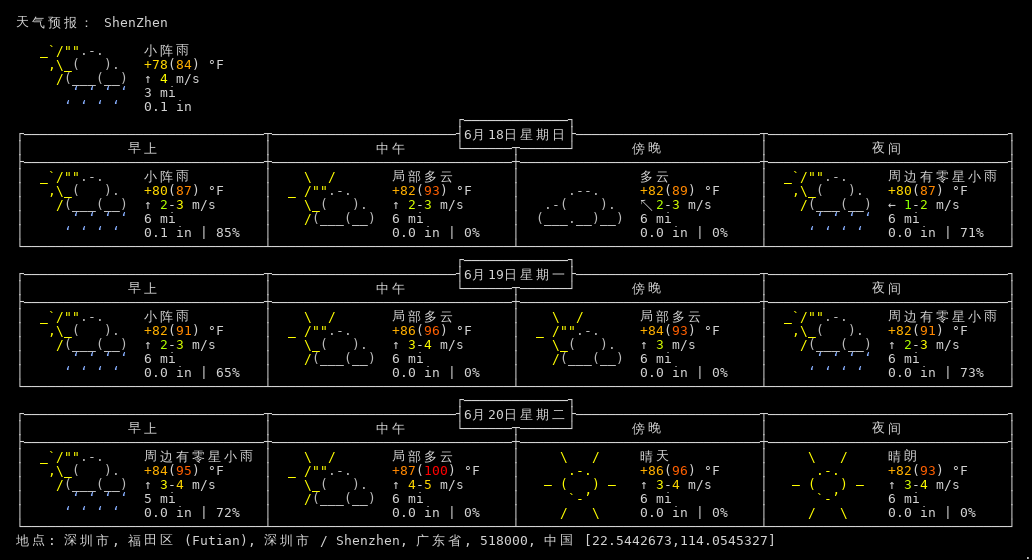 天气预报： ShenZhen
小阵雨
+78(84) °F
↑ 4 m/s
3 mi
0.1 in
6月18日星期日
早上 中午 傍晚 夜间
小阵雨 局部多云 多云 周边有零星小雨
+80(87) °F +82(93) °F +82(89) °F +80(87) °F
↑ 2-3 m/s ↑ 2-3 m/s ↖ 2-3 m/s ← 1-2 m/s
6 mi 6 mi 6 mi 6 mi
0.1 in | 85% 0.0 in | 0% 0.0 in | 0% 0.0 in | 71%
6月19日星期一
早上 中午 傍晚 夜间
小阵雨 局部多云 局部多云 周边有零星小雨
+82(91) °F +86(96) °F +84(93) °F +82(91) °F
↑ 2-3 m/s ↑ 3-4 m/s ↑ 3 m/s ↑ 2-3 m/s
6 mi 6 mi 6 mi 6 mi
0.0 in | 65% 0.0 in | 0% 0.0 in | 0% 0.0 in | 73%
6月20日星期二
早上 中午 傍晚 夜间
周边有零星小雨 局部多云 晴天 晴朗
+84(95) °F +87(100) °F +86(96) °F +82(93) °F
↑ 3-4 m/s ↑ 4-5 m/s ↑ 3-4 m/s ↑ 3-4 m/s
5 mi 6 mi 6 mi 6 mi
0.0 in | 72% 0.0 in | 0% 0.0 in | 0% 0.0 in | 0%
地点: 深圳市, 福田区 (Futian), 深圳市 / Shenzhen, 广东省, 518000, 中国 [22.5442673,114.0545327]